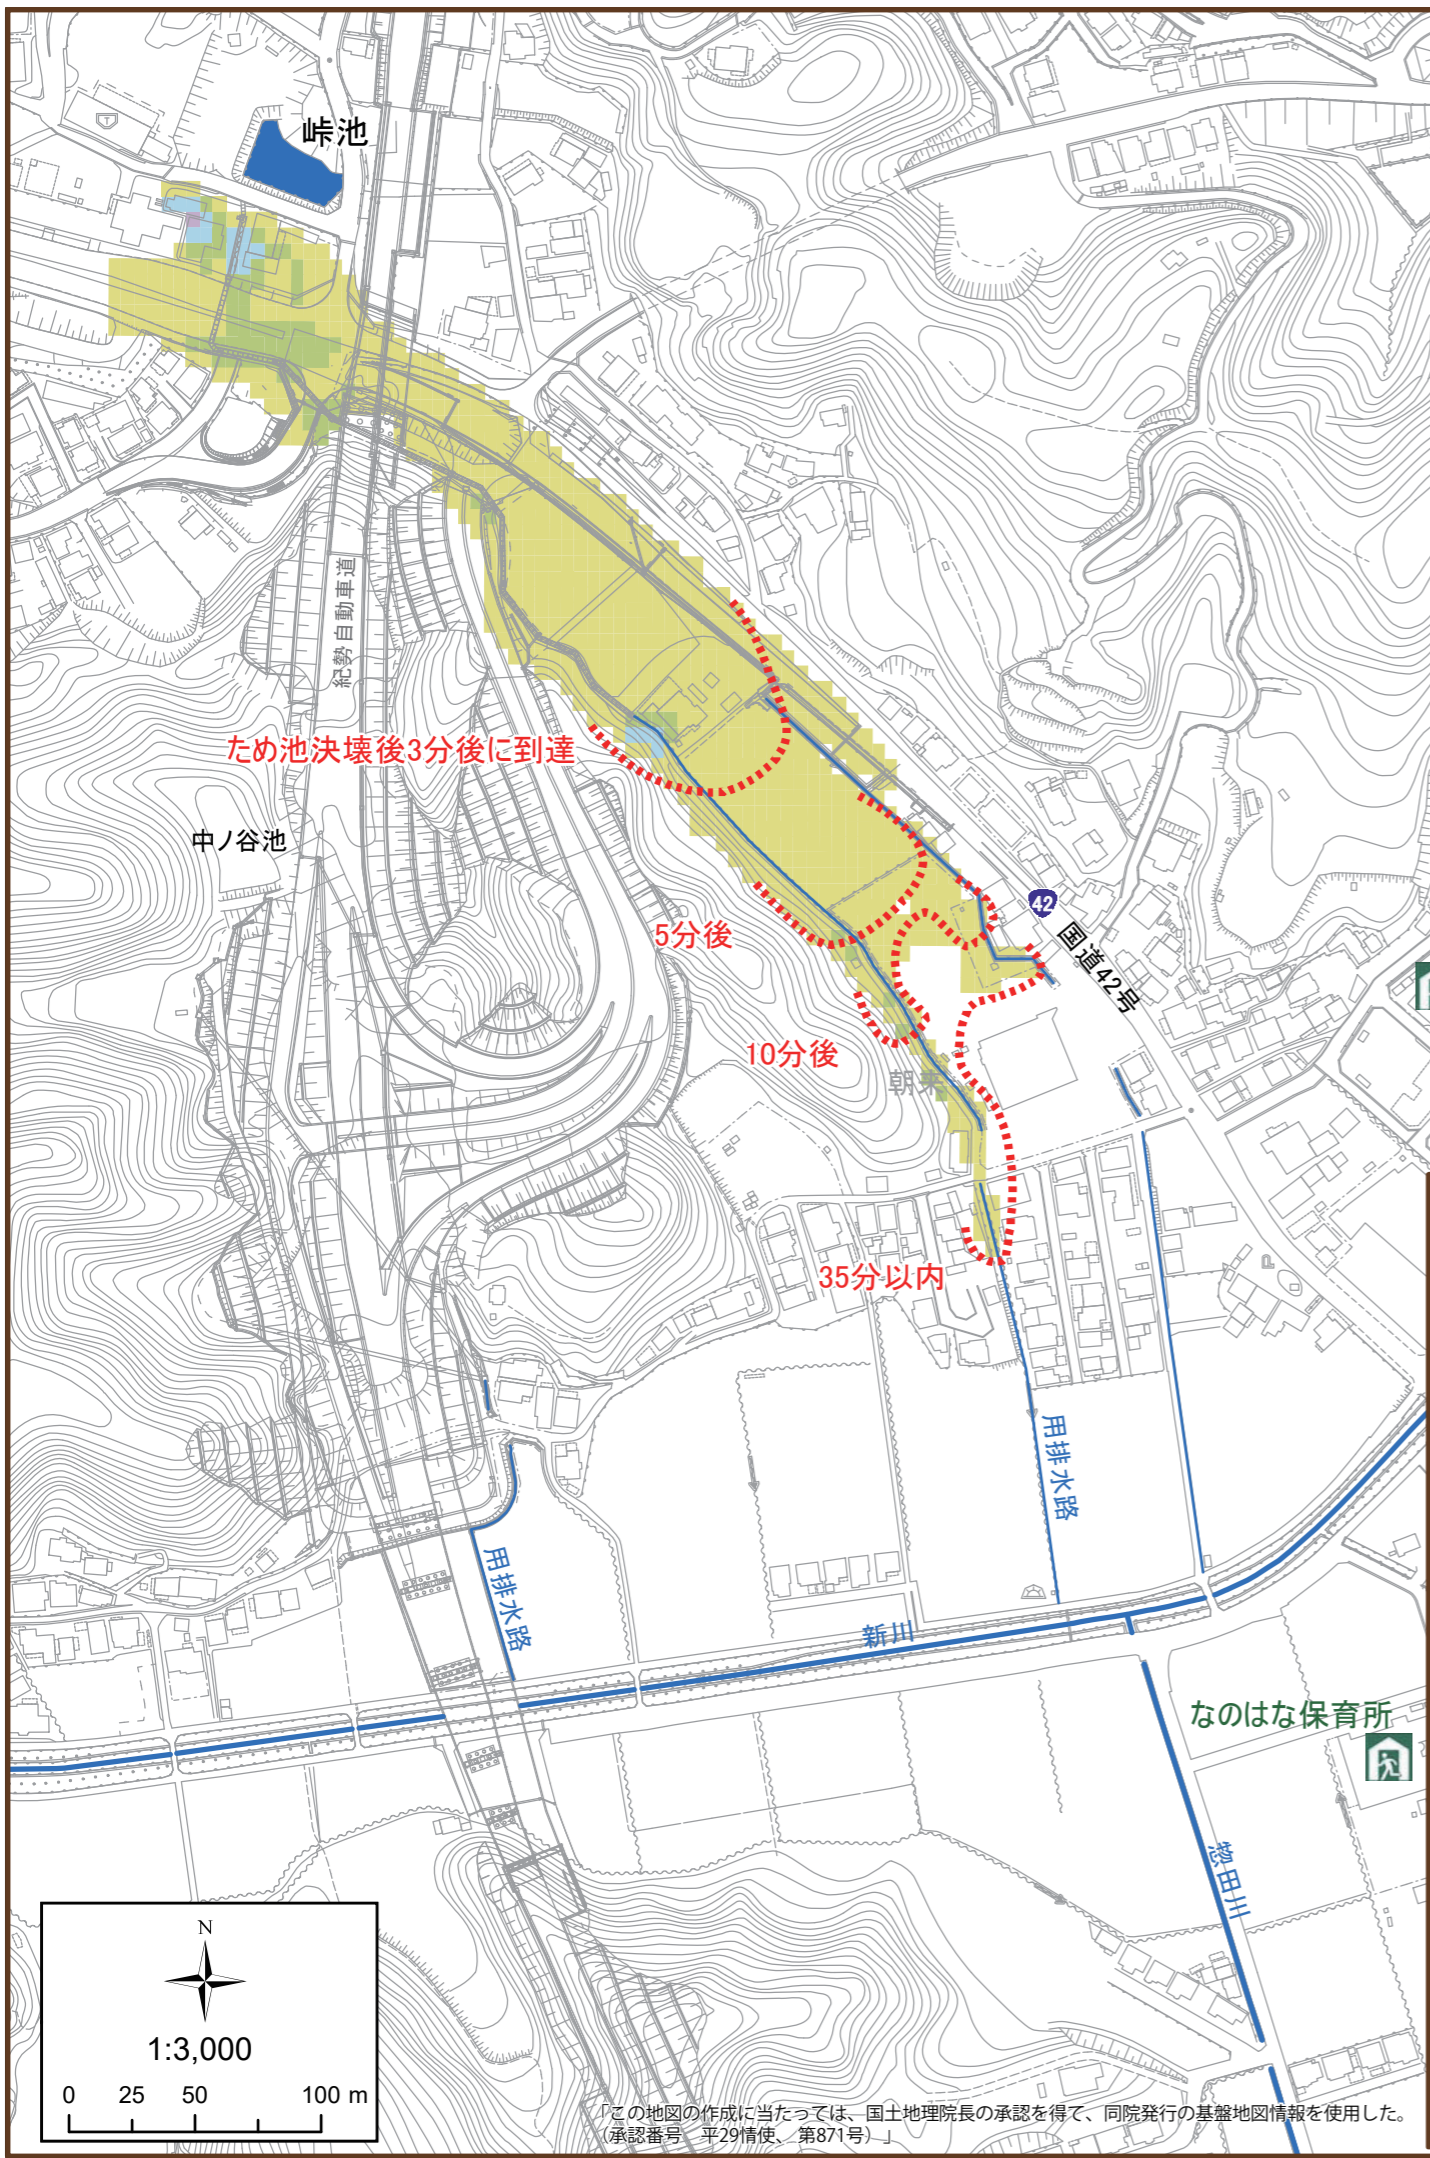 峠池
紀勢自動車道
ため池決壊後3分後に到達
中ノ谷池
5分後
42
国道42号
10分後
朝来
35分以内
用排水路
用排水路
新川
なのはな保育所
惣田川
N
1:3,000
0 25 50 100 m
「この地図の作成に当たっては、国土地理院長の承認を得て、同院発行の基盤地図情報を使用した。
(承認番号 平29情使、 第871号)」